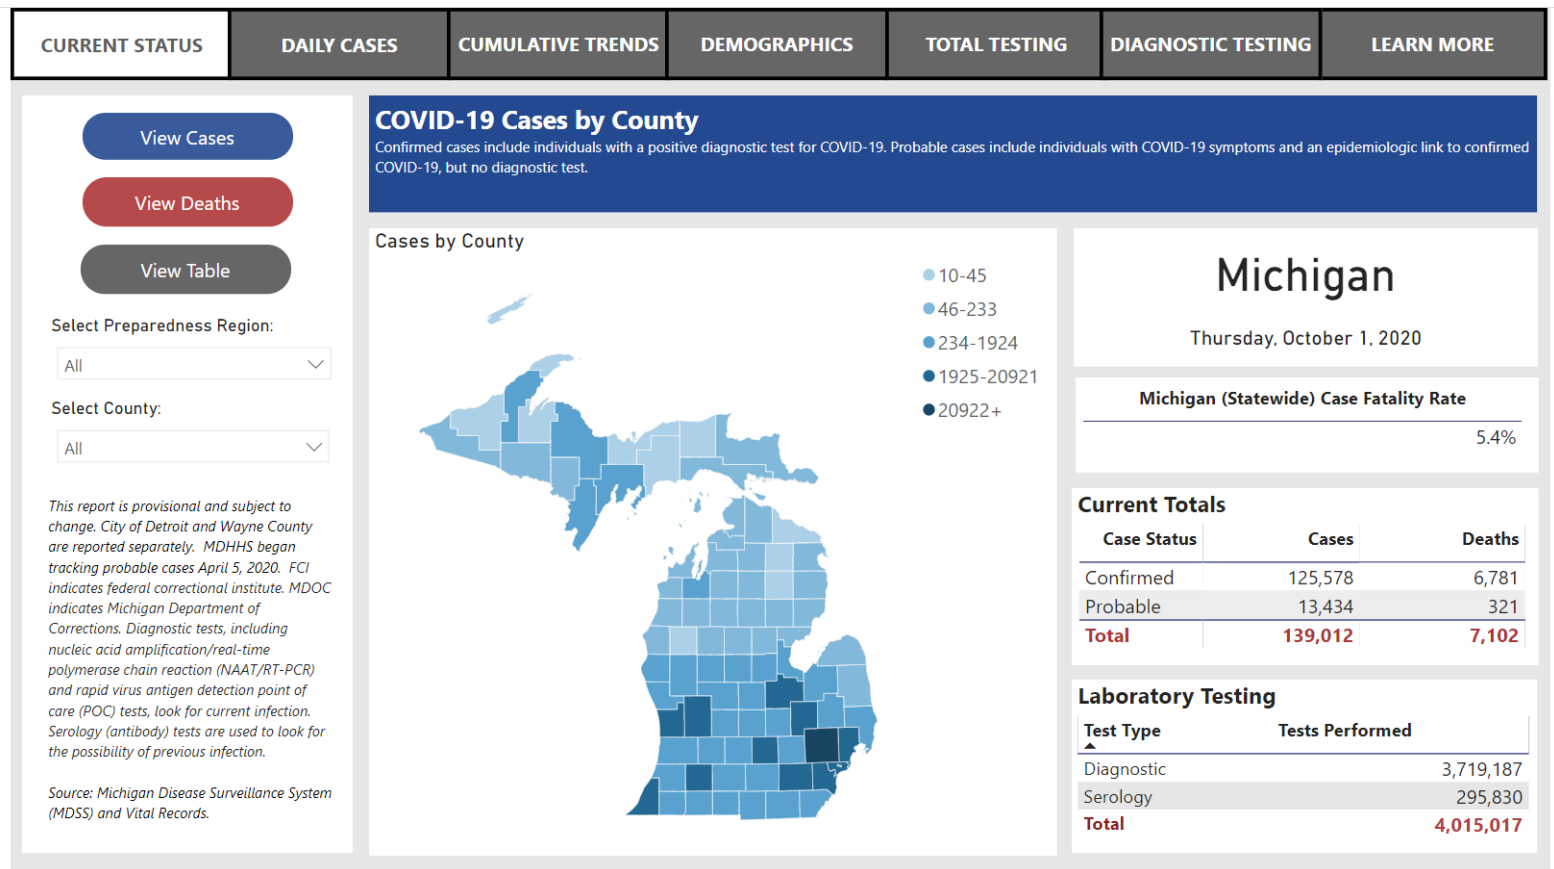 CURRENT STATUS
DAILY CASES
CUMULATIVE TRENDS
DEMOGRAPHICS
TOTAL TESTING
DIAGNOSTIC TESTING
LEARN MORE
View Cases
View Deaths
View Table
Select Preparedness Region:
All
Select County:
All
This report is provisional and subject to
change. City of Detroit and Wayne County
are reported separately. MDHHS began
tracking probable cases April 5, 2020. FCI
indicates federal correctional institute. MDOC
indicates Michigan Department of
Corrections. Diagnostic tests, including
nucleic acid amplification/real-time
polymerase chain reaction (NAAT/RT-PCR)
and rapid virus antigen detection point of
care (POC) tests, look for current infection.
Serology (antibody) tests are used to look for
the possibility of previous infection.
Source: Michigan Disease Surveillance System
(MDSS) and Vital Records.
COVID-19 Cases by County
Confirmed cases include individuals with a positive diagnostic test for COVID-19. Probable cases include individuals with COVID-19 symptoms and an epidemiologic link to confirmed
COVID-19, but no diagnostic test.
Cases by County
10-45
46-233
234-1924
1925-20921
20922+
Michigan
Thursday, October 1, 2020
Michigan (Statewide) Case Fatality Rate
5.4%
Current Totals
Case Status Cases Deaths
Confirmed 125,578 6,781
Probable 13,434 321
Total 139,012 7,102
Laboratory Testing
Test Type Tests Performed
Diagnostic 3,719,187
Serology 295,830
Total 4,015,017